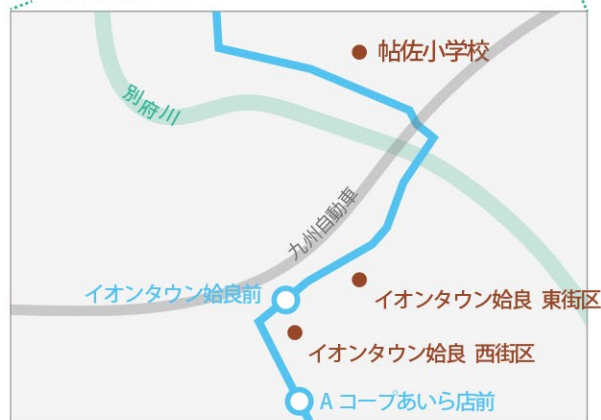 帖佐小学校
別府川
九州自動車
イオンタウン姶良前
イオンタウン姶良 東街区
イオンタウン姶良 西街区
Aコープあいら店前